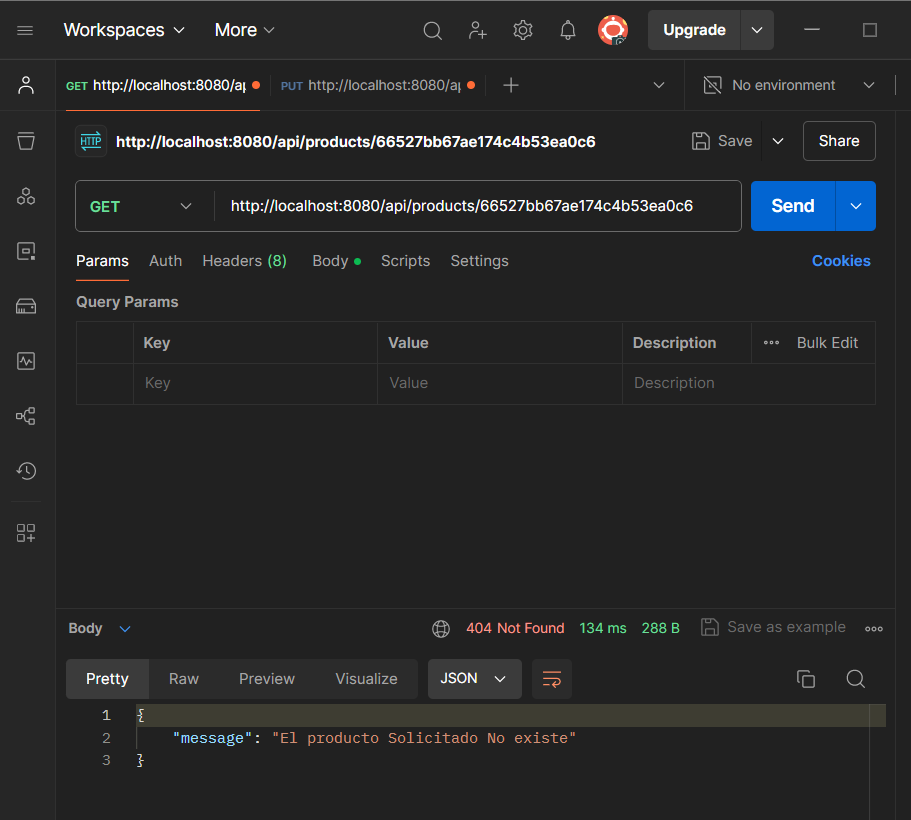 Workspaces More Upgrade
GET http://localhost:8080/ap PUT http://localhost:8080/ap No environment
HTTP http://localhost:8080/api/products/66527bb67ae174c4b53ea0c6 Save Share
GET http://localhost:8080/api/products/66527bb67ae174c4b53ea0c6 Send
Params Auth Headers (8) Body Scripts Settings Cookies
Query Params
Key Value Description Bulk Edit
Key Value Description
Body 404 Not Found 134 ms 288 B Save as example
Pretty Raw Preview Visualize JSON
1 {
2 "message": "El producto Solicitado No existe"
3 }